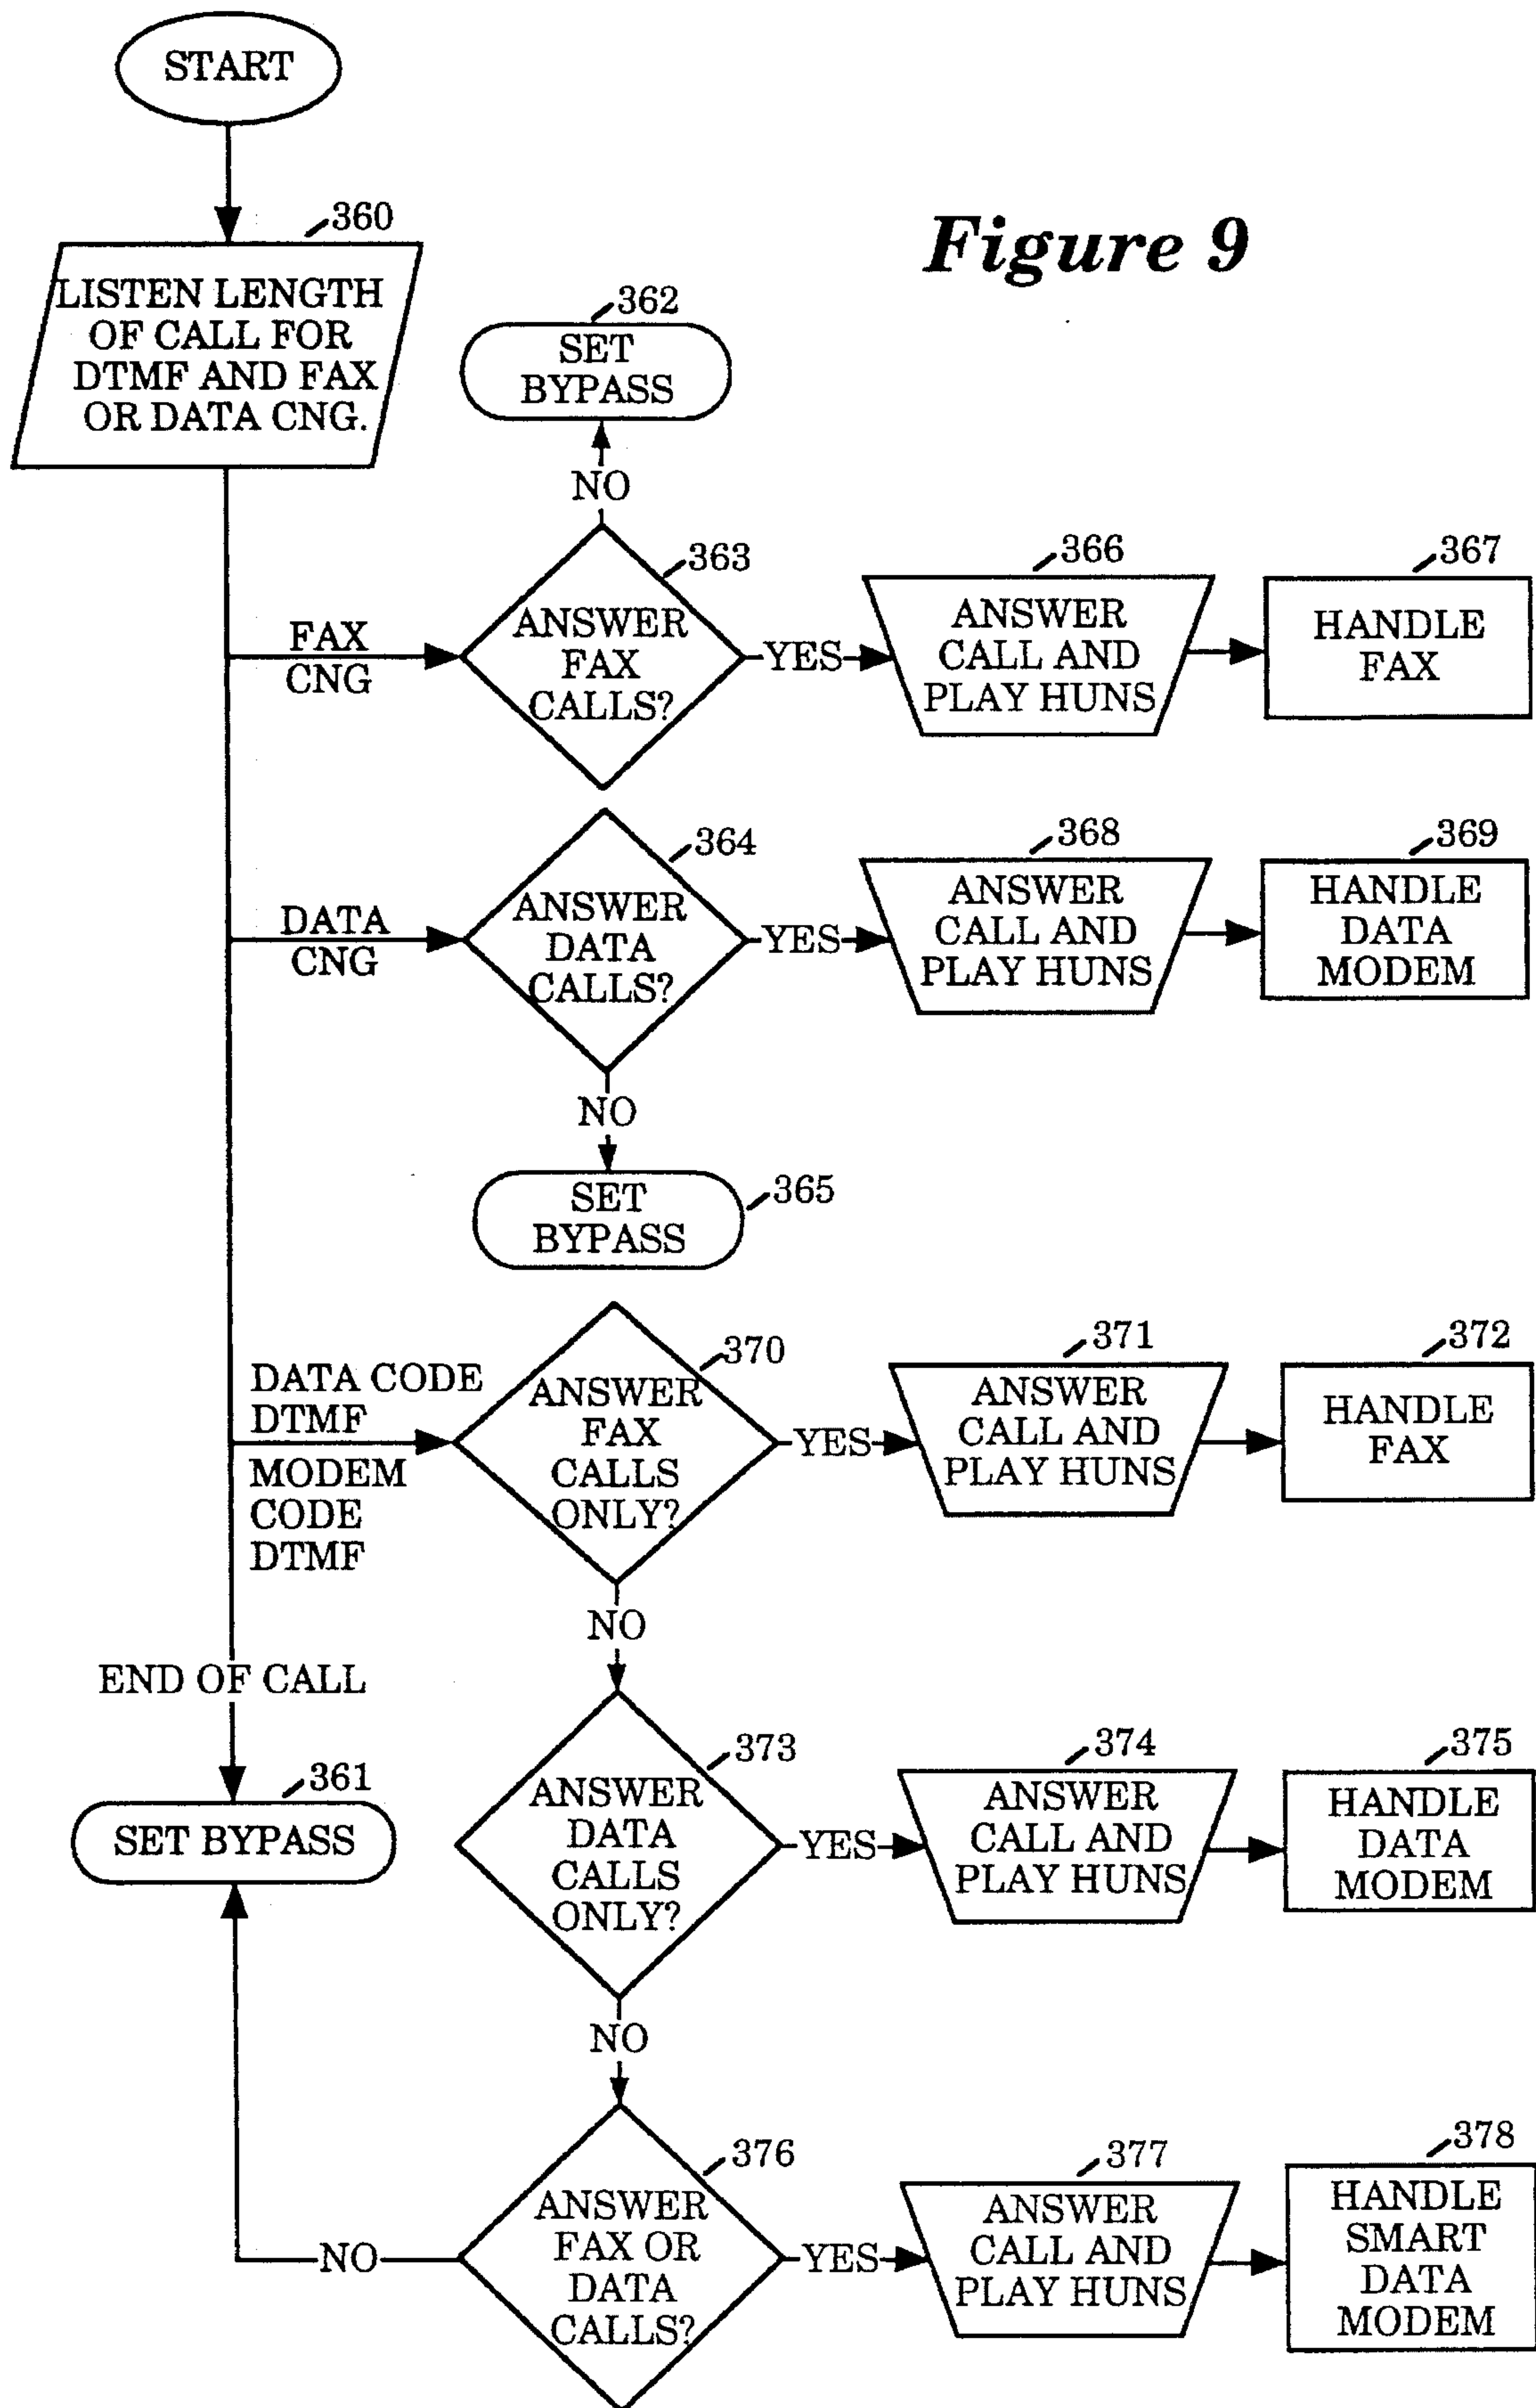 START
360
Figure 9
LISTEN LENGTH
OF CALL FOR
DTMF AND FAX
OR DATA CNG.
362
SET
BYPASS
NO
363
ANSWER
FAX
CALLS?
FAX
CNG
YES
366
ANSWER
CALL AND
PLAY HUNS
367
HANDLE
FAX
364
ANSWER
DATA
CALLS?
DATA
CNG
YES
368
ANSWER
CALL AND
PLAY HUNS
369
HANDLE
DATA
MODEM
NO
SET
BYPASS
365
370
DATA CODE
DTMF
MODEM
CODE
DTMF
ANSWER
FAX
CALLS
ONLY?
YES
371
ANSWER
CALL AND
PLAY HUNS
372
HANDLE
FAX
NO
END OF CALL
361
SET BYPASS
373
ANSWER
DATA
CALLS
ONLY?
YES
374
ANSWER
CALL AND
PLAY HUNS
375
HANDLE
DATA
MODEM
NO
376
ANSWER
FAX OR
DATA
CALLS?
NO
YES
377
ANSWER
CALL AND
PLAY HUNS
378
HANDLE
SMART
DATA
MODEM